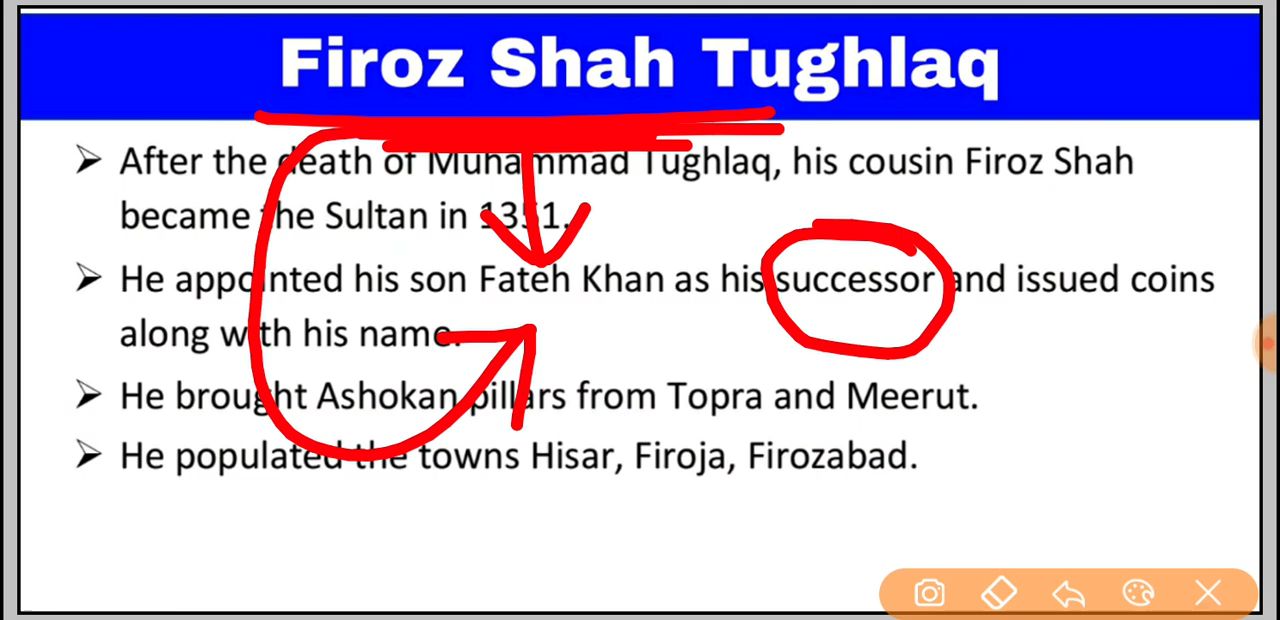 Firoz Shah Tughlaq
➢ After the death of Muhammad Tughlaq, his cousin Firoz Shah
became the Sultan in 1351.
➢ He appointed his son Fateh Khan as his successor and issued coins
along with his name.
➢ He brought Ashokan pillars from Topra and Meerut.
➢ He populated the towns Hisar, Firoja, Firozabad.